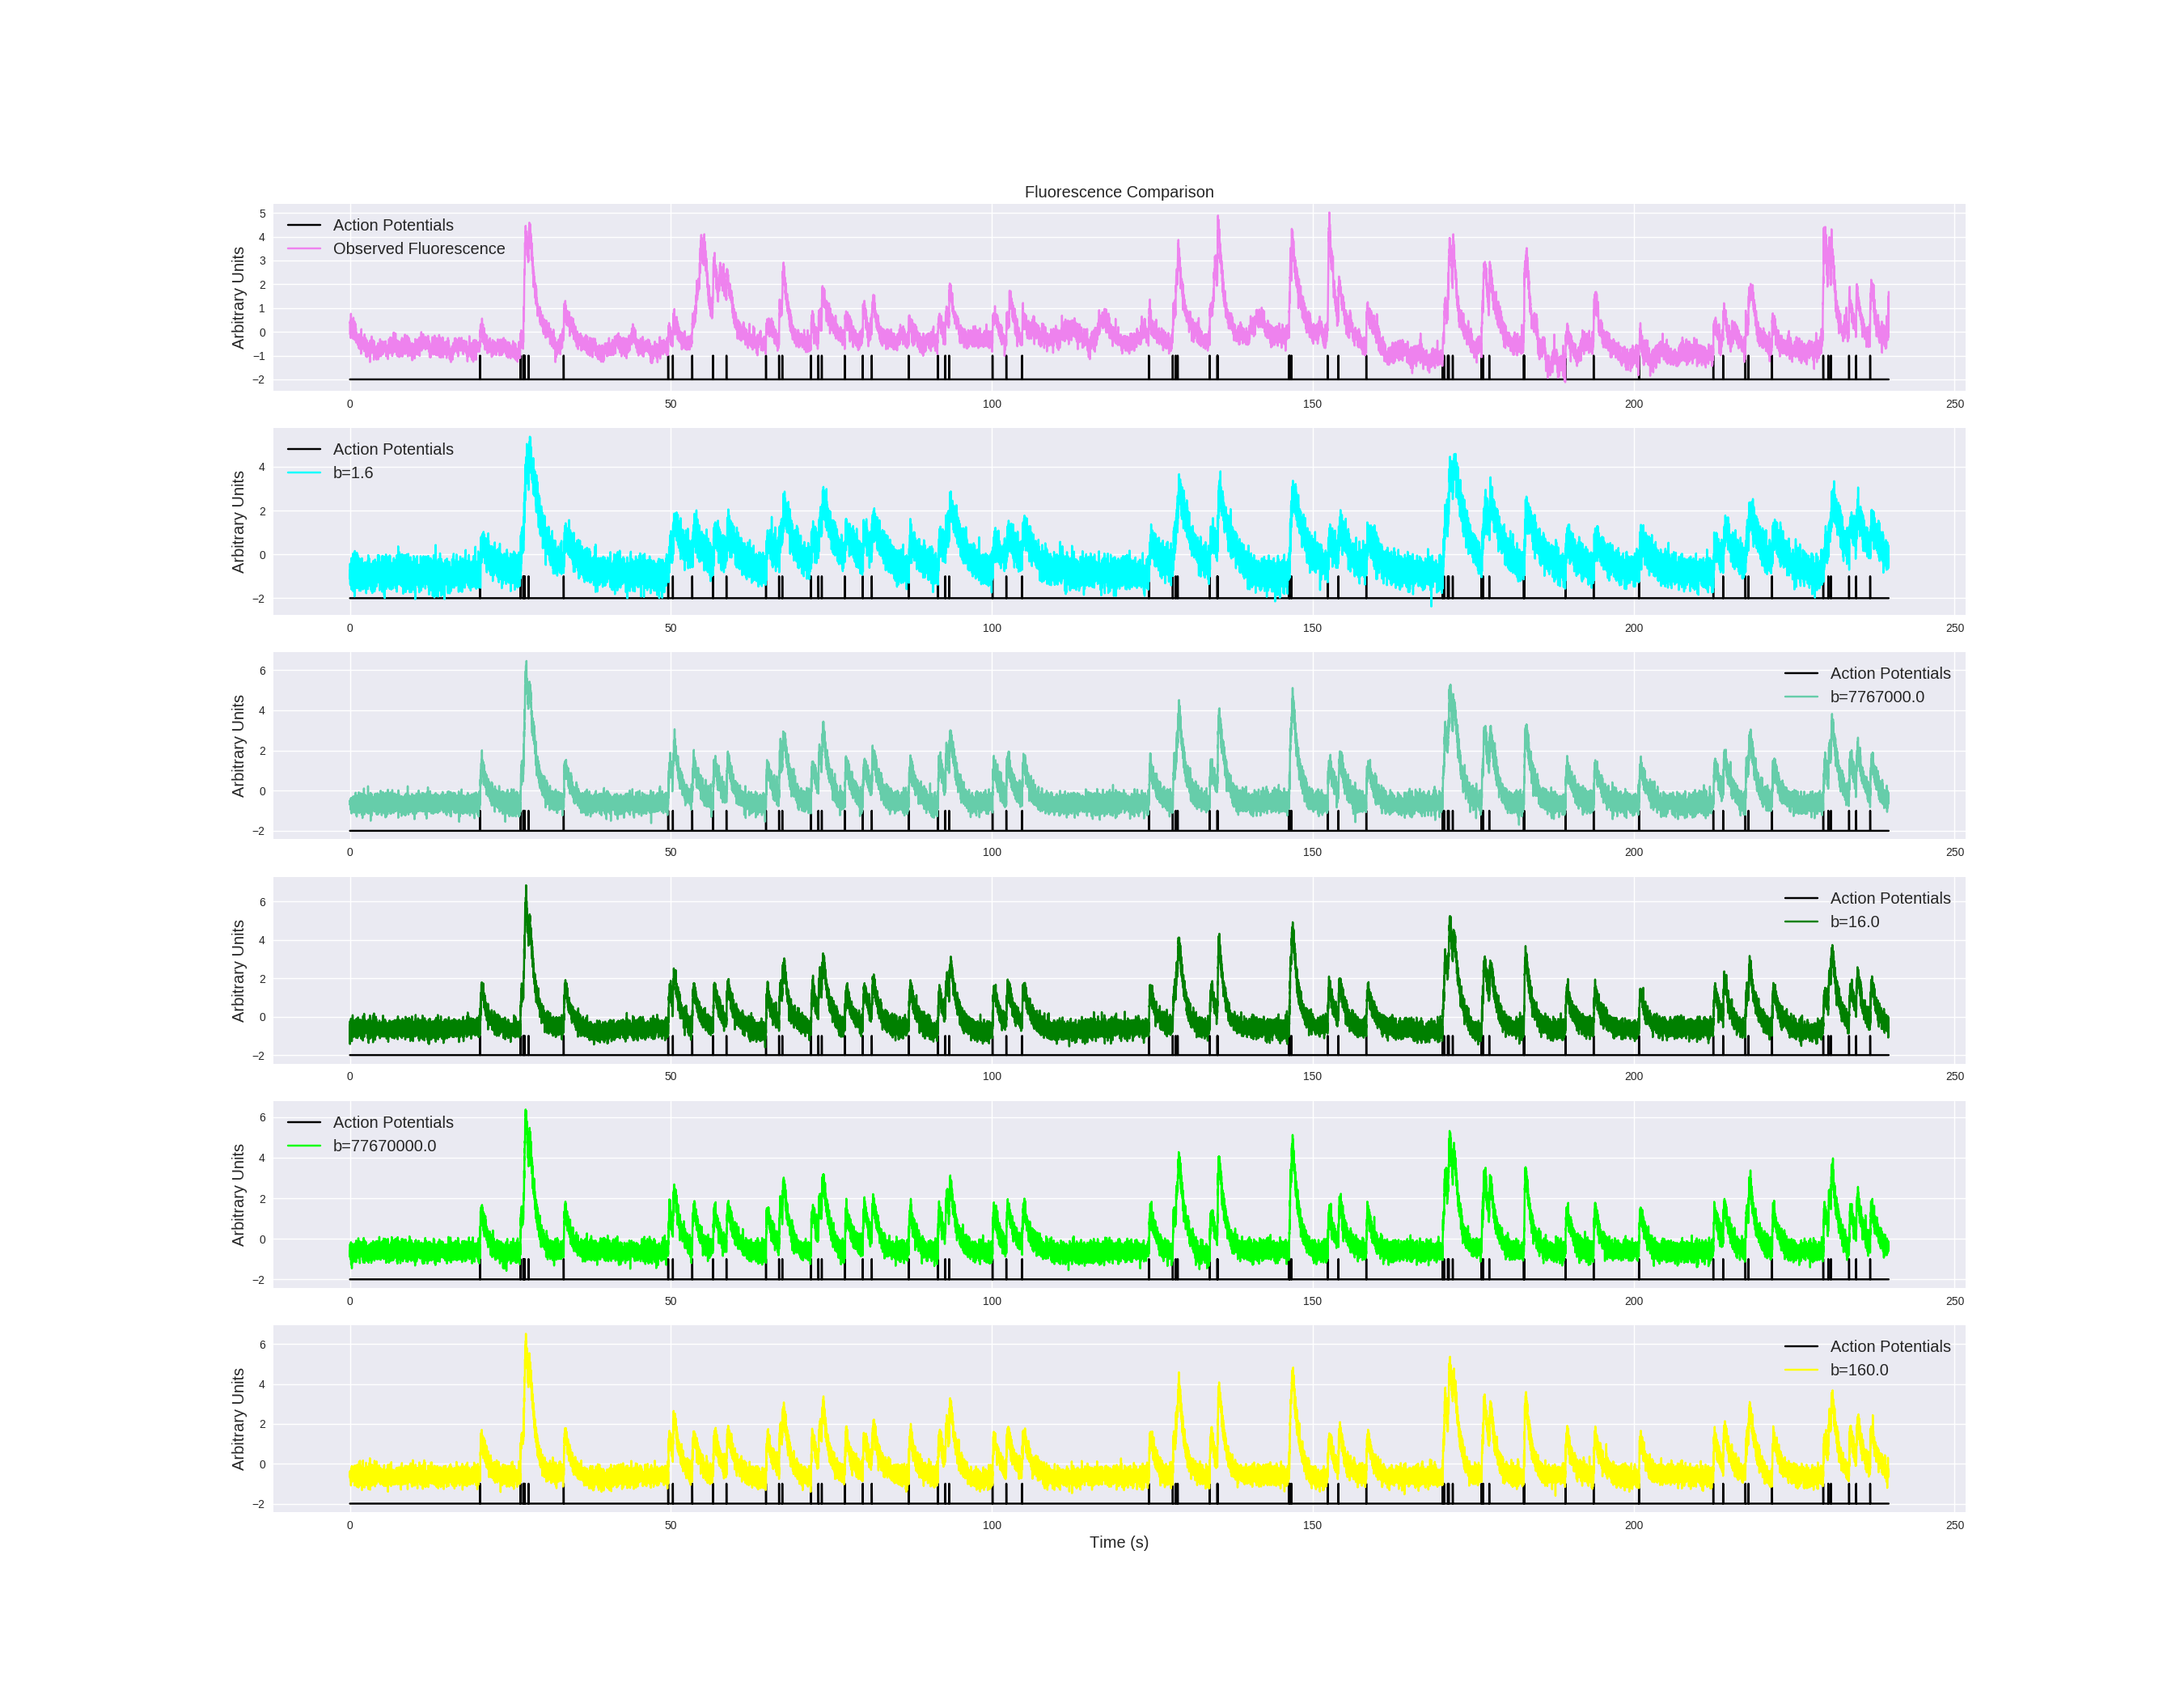 Fluorescence Comparison
Arbitrary Units
5
4
3
2
1
0
−1
−2
Action Potentials
Observed Fluorescence
0 50 100 150 200 250
Arbitrary Units
4
2
0
−2
Action Potentials
b=1.6
0 50 100 150 200 250
Arbitrary Units
6
4
2
0
−2
Action Potentials
b=7767000.0
0 50 100 150 200 250
Arbitrary Units
6
4
2
0
−2
Action Potentials
b=16.0
0 50 100 150 200 250
Arbitrary Units
6
4
2
0
−2
Action Potentials
b=77670000.0
0 50 100 150 200 250
Arbitrary Units
6
4
2
0
−2
Action Potentials
b=160.0
0 50 100 150 200 250
Time (s)